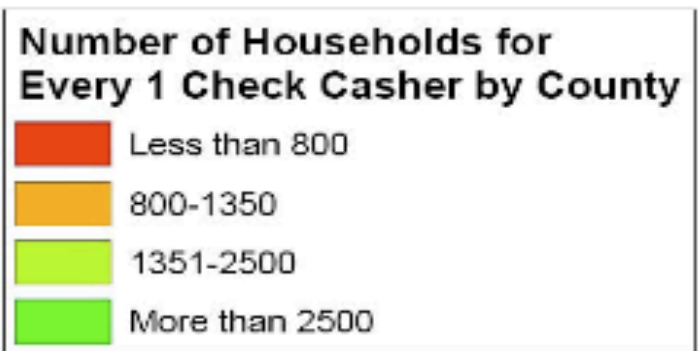 Number of Households for
Every 1 Check Casher by County
Less than 800
800-1350
1351-2500
More than 2500